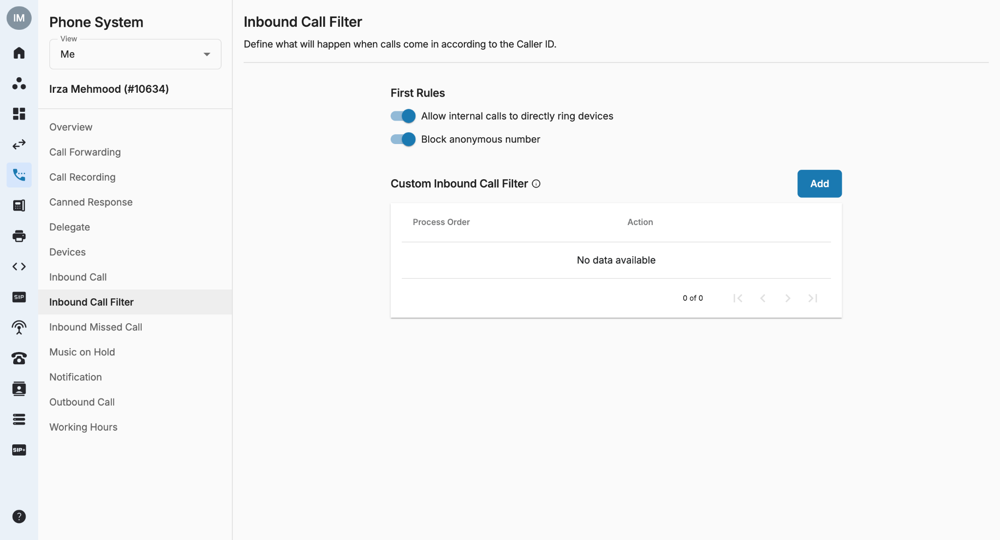 IM
Phone System
View
Me
Irza Mehmood (#10634)
Overview
Call Forwarding
Call Recording
Canned Response
Delegate
Devices
Inbound Call
Inbound Call Filter
Inbound Missed Call
Music on Hold
Notification
Outbound Call
Working Hours
SIP
SIP+
?
Inbound Call Filter
Define what will happen when calls come in according to the Caller ID.
First Rules
Allow internal calls to directly ring devices
Block anonymous number
Custom Inbound Call Filter
Add
Process Order Action
No data available
0 of 0